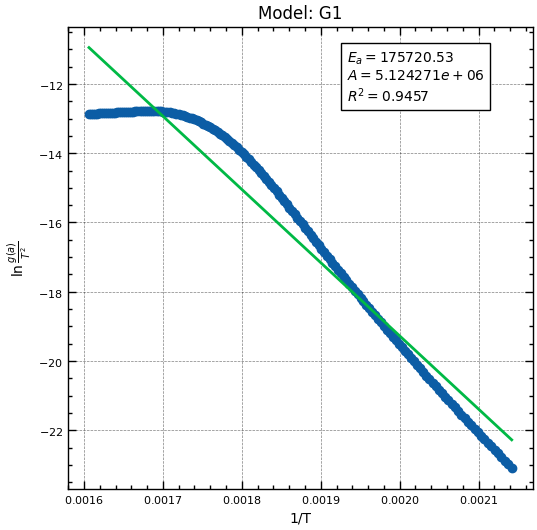 Model: G1
E_a = 175720.53
A = 5.124271e + 06
R² = 0.9457
−12
−14
−16
−18
−20
−22
ln g(a)/T²
0.0016 0.0017 0.0018 0.0019 0.0020 0.0021
1/T